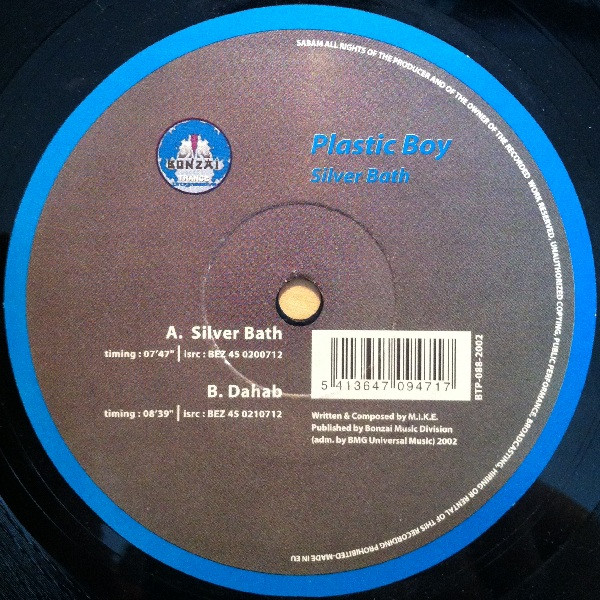 SABAM ALL RIGHTS OF THE PRODUCER AND OF THE OWNER OF THE RECORDED WORK RESERVED, UNAUTHORIZED COPYING, PUBLIC PERFORMANCE, BROADCASTING, HIRING OR RENTAL OF THIS RECORDING PROHIBITED-MADE IN EU
BONZAI
TRANCE
progressive
Plastic Boy
Silver Bath
A. Silver Bath
timing : 07'47" | isrc : BEZ 45 0200712
B. Dahab
timing : 08'39" | isrc : BEZ 45 0210712
5 413647 094717
BTP-088-2002
Written & Composed by M.I.K.E.
Published by Bonzai Music Division
(adm. by BMG Universal Music) 2002